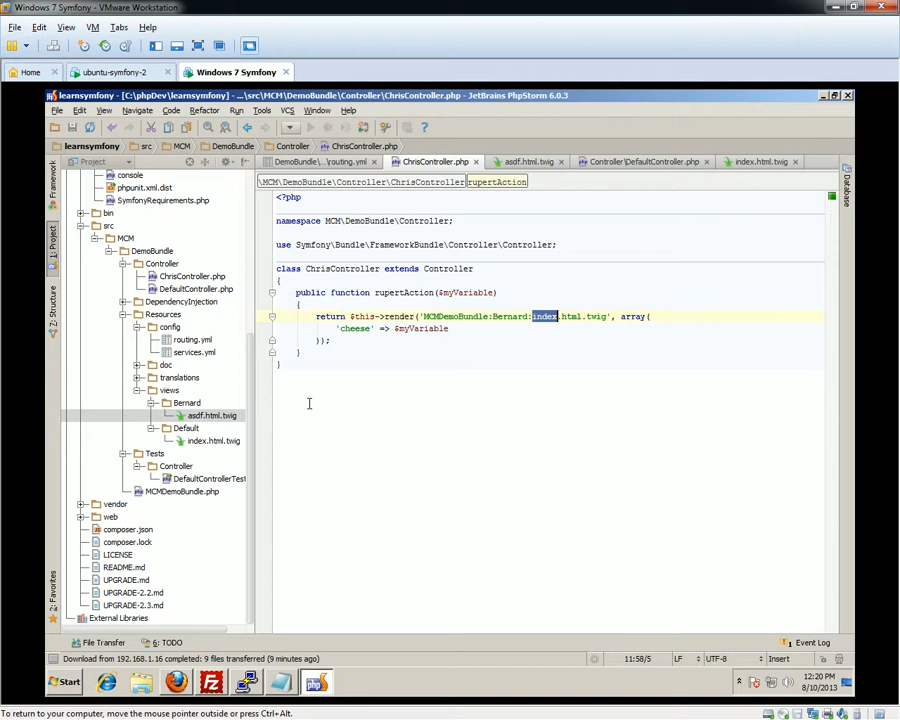 Windows 7 Symfony - VMware Workstation
File Edit View VM Tabs Help
Home ubuntu-symfony-2 Windows 7 Symfony
learnsymfony - [C:\phpDev\learnsymfony] - ...\src\MCM\DemoBundle\Controller\ChrisController.php - JetBrains PhpStorm 6.0.3
File Edit View Navigate Code Refactor Run Tools VCS Window Help
learnsymfony src MCM DemoBundle Controller ChrisController.php
Project
DemoBundle\...\routing.yml ChrisController.php asdf.html.twig Controller\DefaultController.php index.html.twig
\MCM\DemoBundle\Controller\ChrisController rupertAction
Framework
1: Project
Z: Structure
2: Favorites
Database
console
phpunit.xml.dist
SymfonyRequirements.php
bin
src
MCM
DemoBundle
Controller
ChrisController.php
DefaultController.php
DependencyInjection
Resources
config
routing.yml
services.yml
doc
translations
views
Bernard
asdf.html.twig
Default
index.html.twig
Tests
Controller
DefaultControllerTest
MCMDemoBundle.php
vendor
web
composer.json
composer.lock
LICENSE
README.md
UPGRADE.md
UPGRADE-2.2.md
UPGRADE-2.3.md
External Libraries
<?php
namespace MCM\DemoBundle\Controller;
use Symfony\Bundle\FrameworkBundle\Controller\Controller;
class ChrisController extends Controller
{
public function rupertAction($myVariable)
{
return $this->render('MCMDemoBundle:Bernard:index.html.twig', array(
'cheese' => $myVariable
));
}
}
File Transfer 6: TODO 1 Event Log
Download from 192.168.1.16 completed: 9 files transferred (9 minutes ago) 11:58/5 LF UTF-8 Insert
Start 12:20 PM
8/10/2013
To return to your computer, move the mouse pointer outside or press Ctrl+Alt.